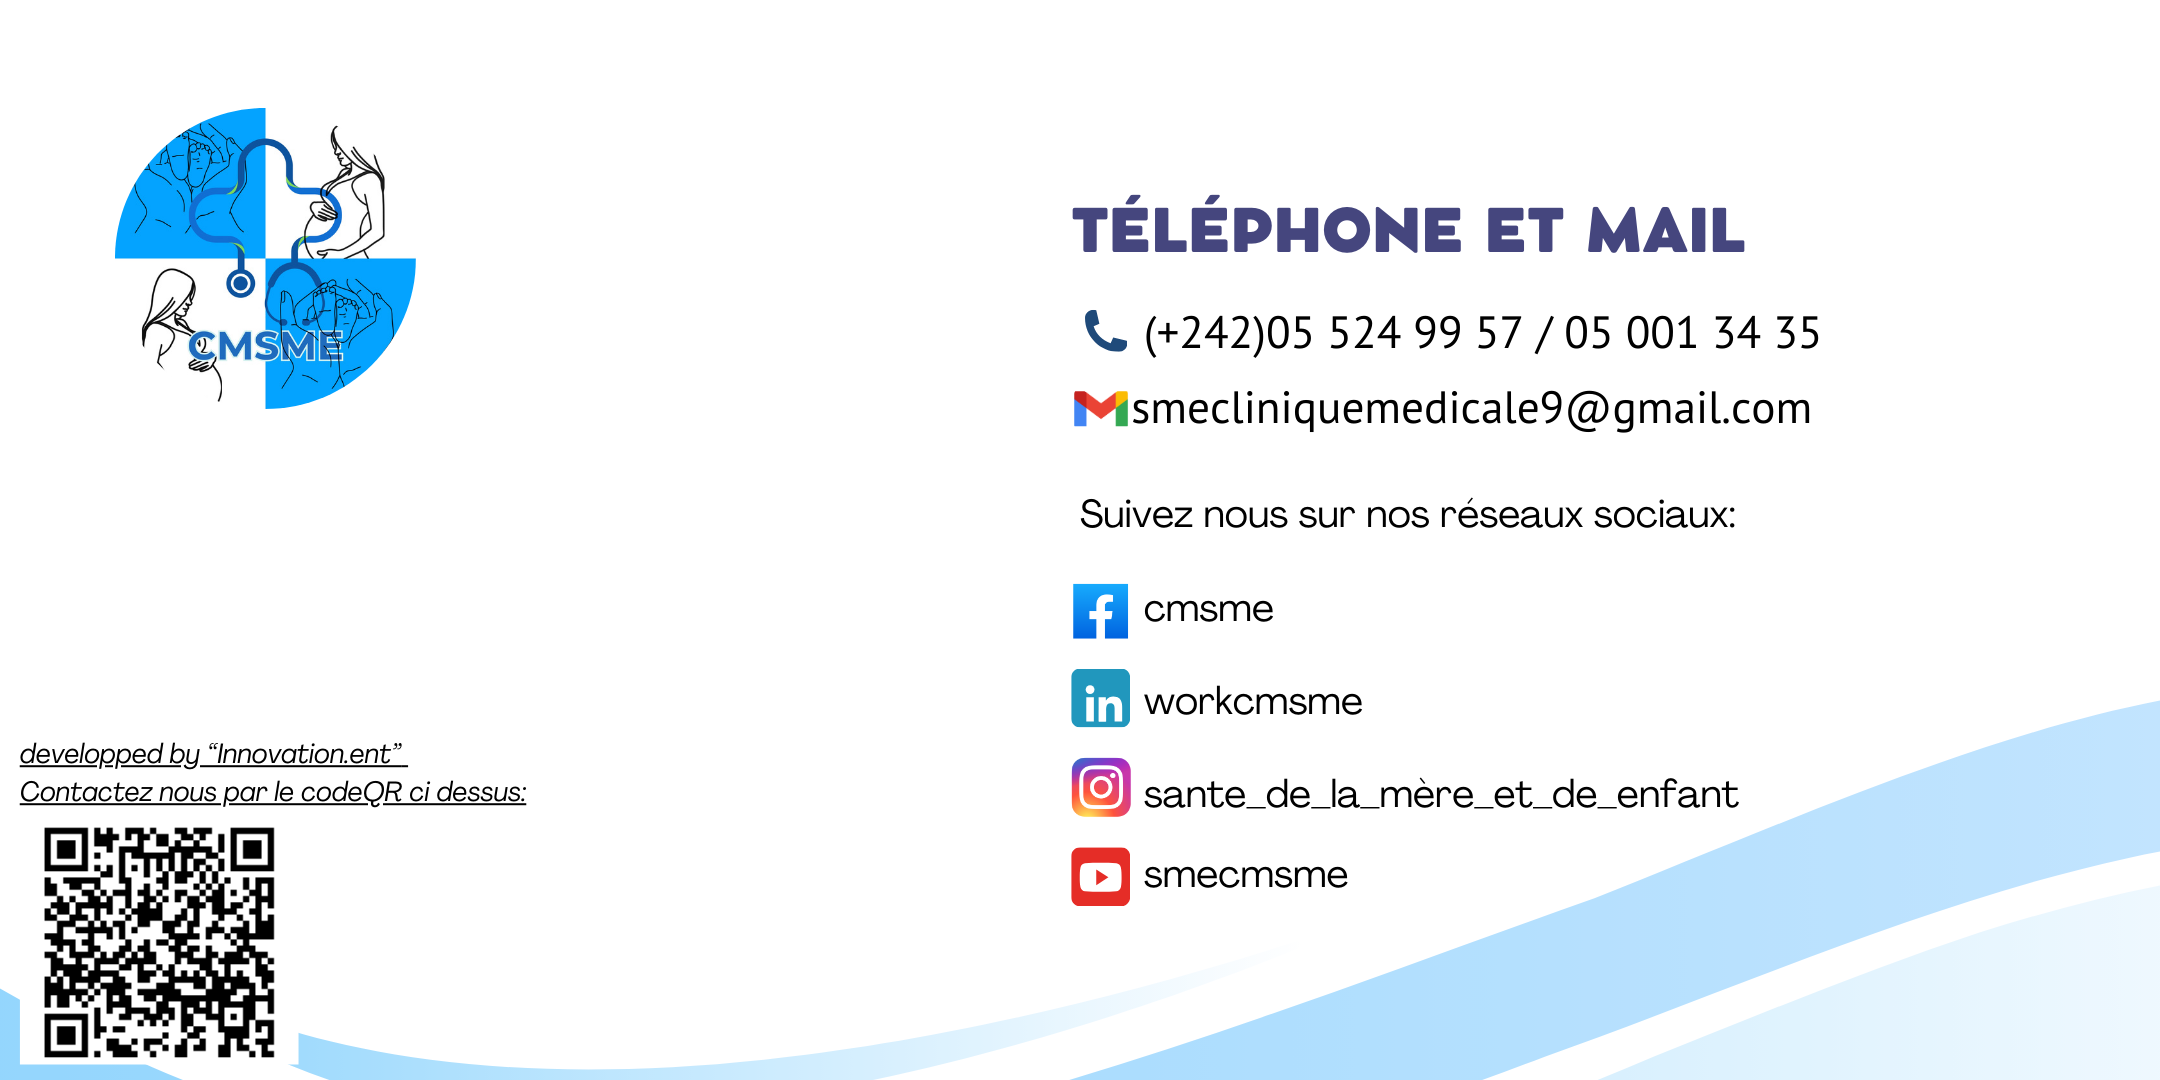 CMSME
TÉLÉPHONE ET MAIL
(+242)05 524 99 57 / 05 001 34 35
smecliniquemedicale9@gmail.com
Suivez nous sur nos réseaux sociaux:
cmsme
in workcmsme
sante_de_la_mère_et_de_enfant
smecmsme
developped by “Innovation.ent”
Contactez nous par le codeQR ci dessus: